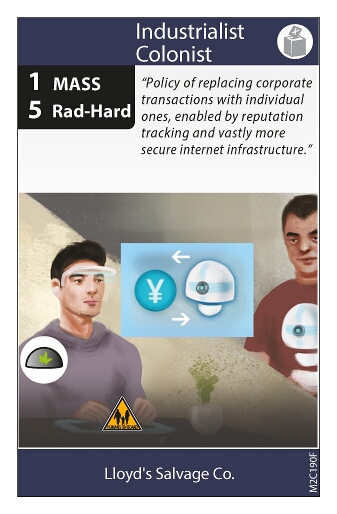 Industrialist
Colonist
1 MASS
5 Rad-Hard
“Policy of replacing corporate
transactions with individual
ones, enabled by reputation
tracking and vastly more
secure internet infrastructure.”
¥
Lloyd's Salvage Co.
M2C190F